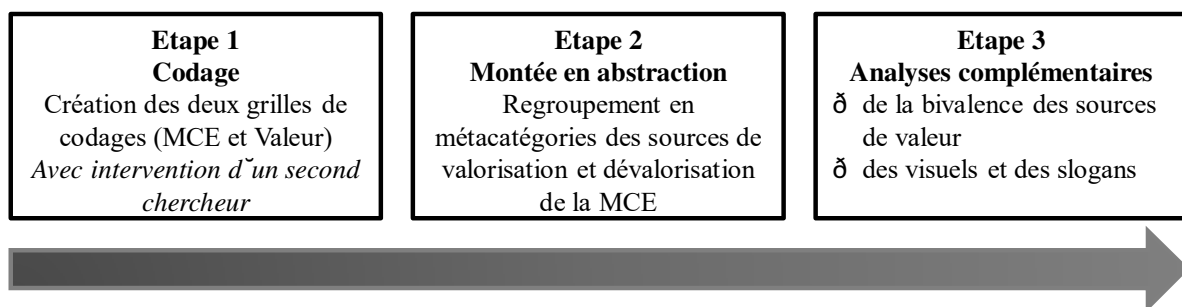 Etape 1
Codage
Création des deux grilles de
codages (MCE et Valeur)
Avec intervention d˘un second
chercheur
Etape 2
Montée en abstraction
Regroupement en
métacatégories des sources de
valorisation et dévalorisation
de la MCE
Etape 3
Analyses complémentaires
ð de la bivalence des sources
de valeur
ð des visuels et des slogans